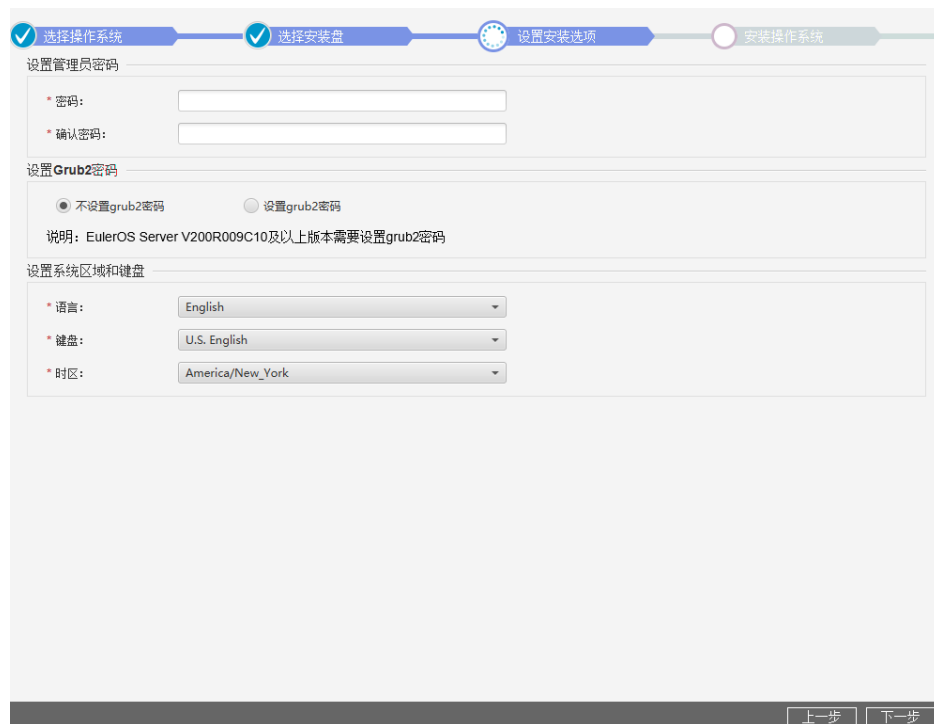 选择操作系统 选择安装盘 设置安装选项 安装操作系统
设置管理员密码
* 密码:
* 确认密码:
设置Grub2密码
不设置grub2密码 设置grub2密码
说明：EulerOS Server V200R009C10及以上版本需要设置grub2密码
设置系统区域和键盘
* 语言: English
* 键盘: U.S. English
* 时区: America/New_York
上一步 下一步